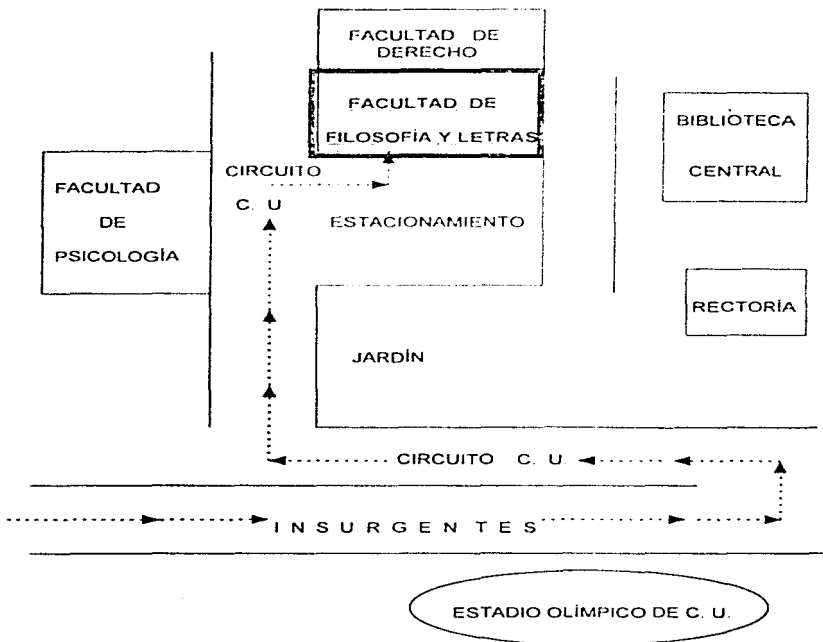 FACULTAD DE
DERECHO
FACULTAD DE
FILOSOFÍA Y LETRAS
BIBLIOTECA
CENTRAL
CIRCUITO
C. U
FACULTAD
DE
PSICOLOGÍA
ESTACIONAMIENTO
RECTORÍA
JARDÍN
CIRCUITO C. U.
INSURGENTES
ESTADIO OLÍMPICO DE C. U.